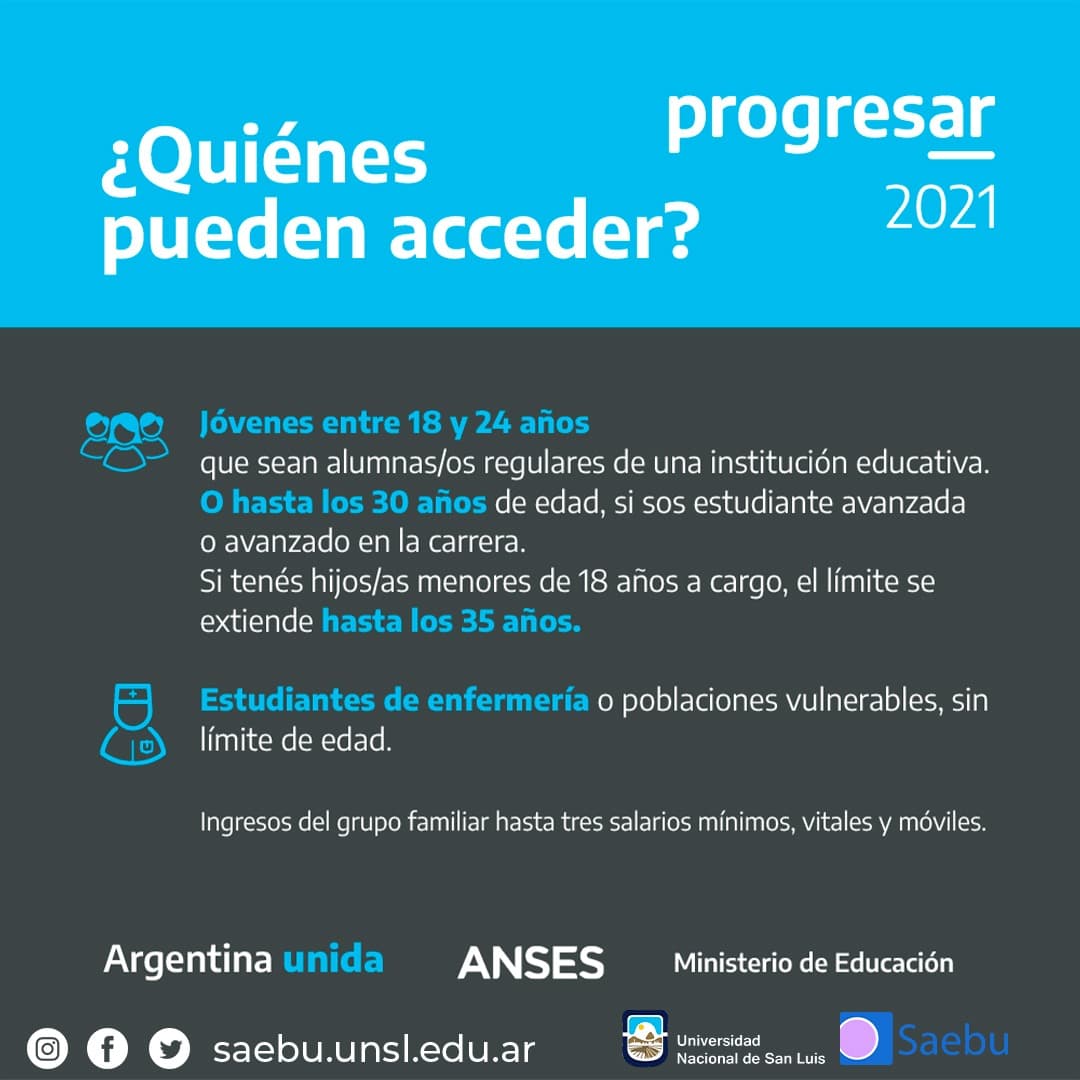 ¿Quiénes
pueden acceder?
progresar
2021
Jóvenes entre 18 y 24 años
que sean alumnas/os regulares de una institución educativa.
O hasta los 30 años de edad, si sos estudiante avanzada
o avanzado en la carrera.
Si tenés hijos/as menores de 18 años a cargo, el límite se
extiende hasta los 35 años.
Estudiantes de enfermería o poblaciones vulnerables, sin
límite de edad.
Ingresos del grupo familiar hasta tres salarios mínimos, vitales y móviles.
Argentina unida
ANSES
Ministerio de Educación
saebu.unsl.edu.ar
Universidad
Nacional de San Luis
Saebu